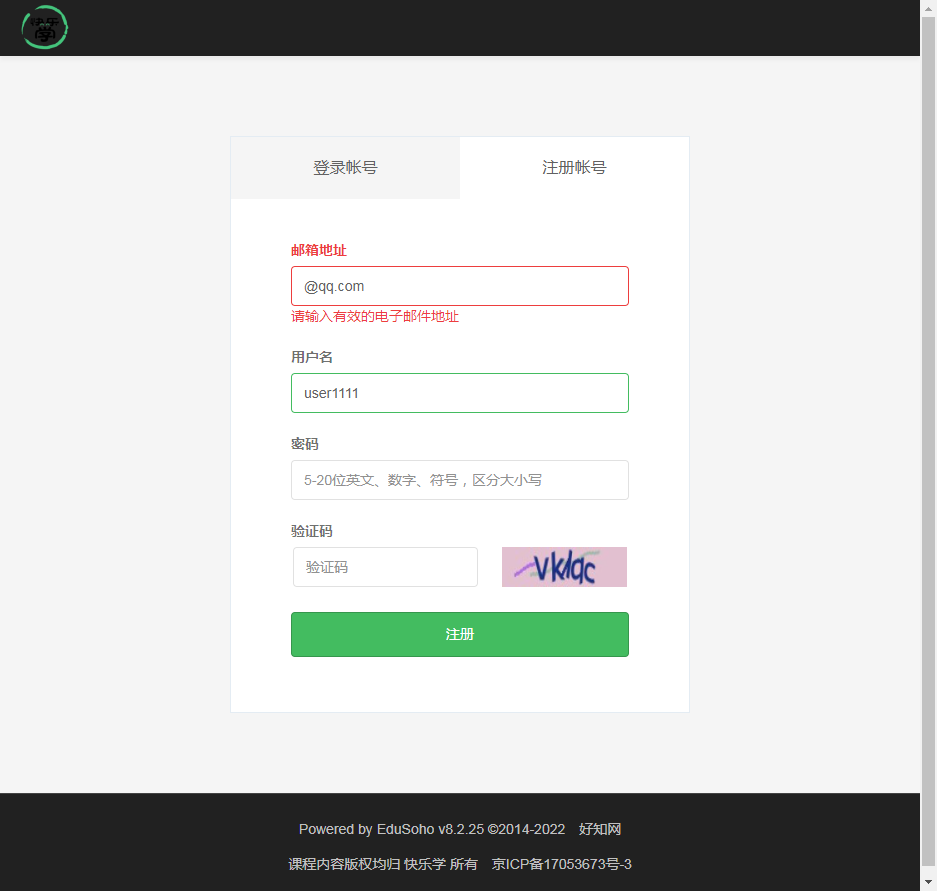 快乐
学
登录帐号
注册帐号
邮箱地址
@qq.com
请输入有效的电子邮件地址
用户名
user1111
密码
5-20位英文、数字、符号，区分大小写
验证码
验证码
注册
Powered by EduSoho v8.2.25 ©2014-2022 好知网
课程内容版权均归 快乐学 所有 京ICP备17053673号-3